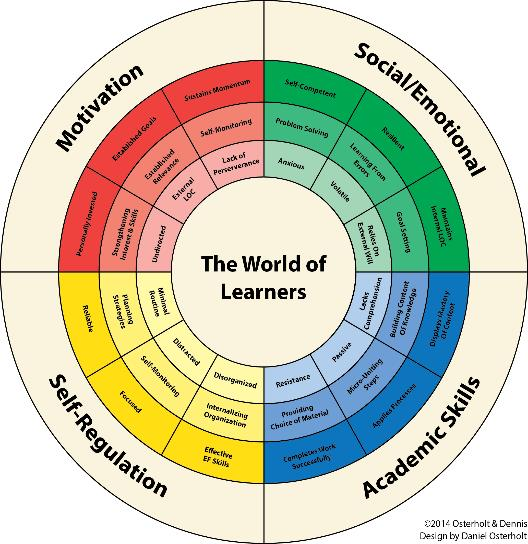 Motivation
Social/Emotional
Self-Regulation
Academic Skills
The World of
Learners
Sustains Momentum
Established Goals
Personally Invested
Self-Monitoring
Established
Relevance
Strengthening
Interest & Skills
Lack of
Perserverance
External
LOC
Undirected
Self-Competent
Resilient
Maintains
Internal LOC
Problem Solving
Learning From
Errors
Goal Setting
Anxious
Volatile
Relies On
External Will
Lacks
Comprehension
Passive
Resistance
Building Content
Of Knowledge
Micro-Uniting
Steps
Providing
Choice of Material
Displays Mastery
Of Content
Applies Processes
Completes Work
Successfully
Minimal
Routine
Distracted
Disorganized
Planning
Strategies
Self-Monitoring
Internalizing
Organization
Reliable
Focused
Effective
EF Skills
©2014 Osterholt & Dennis
Design by Daniel Osterholt